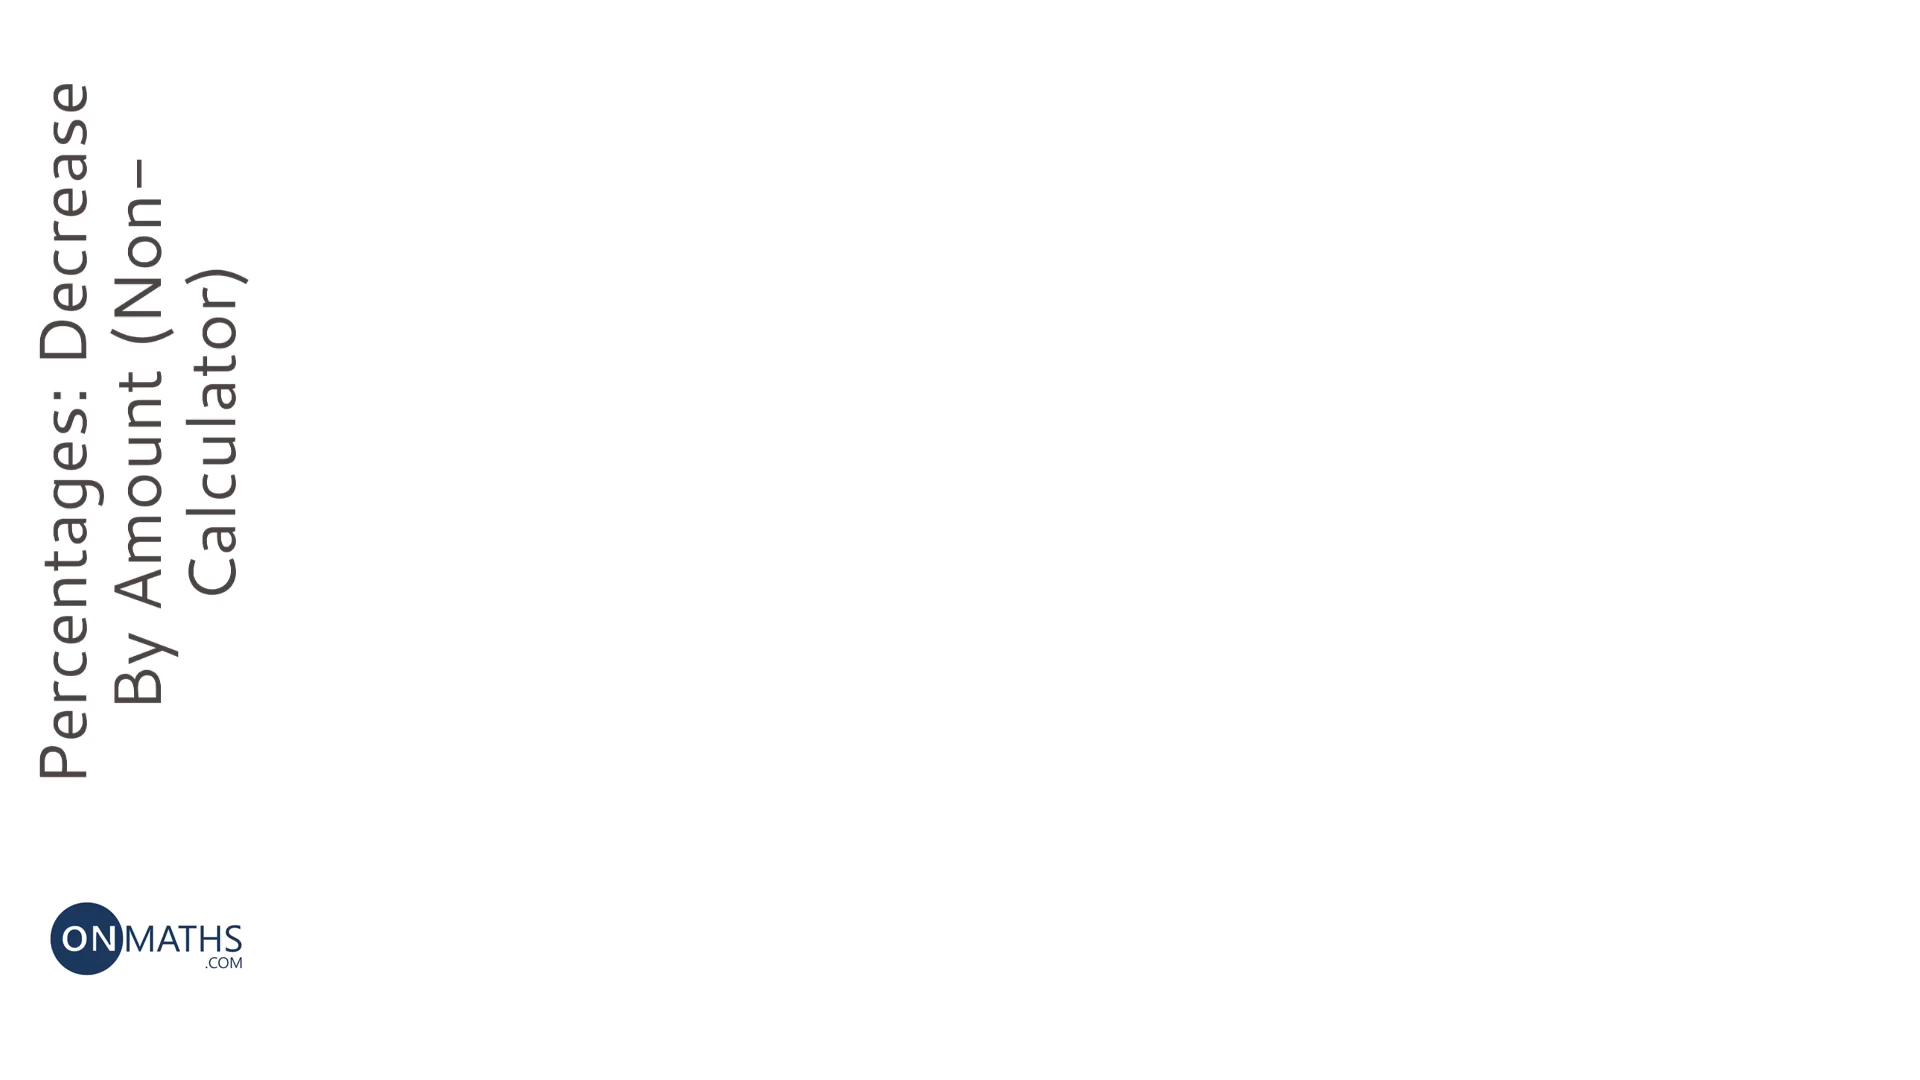 Percentages: Decrease
By Amount (Non-
Calculator)
ONMATHS
.COM